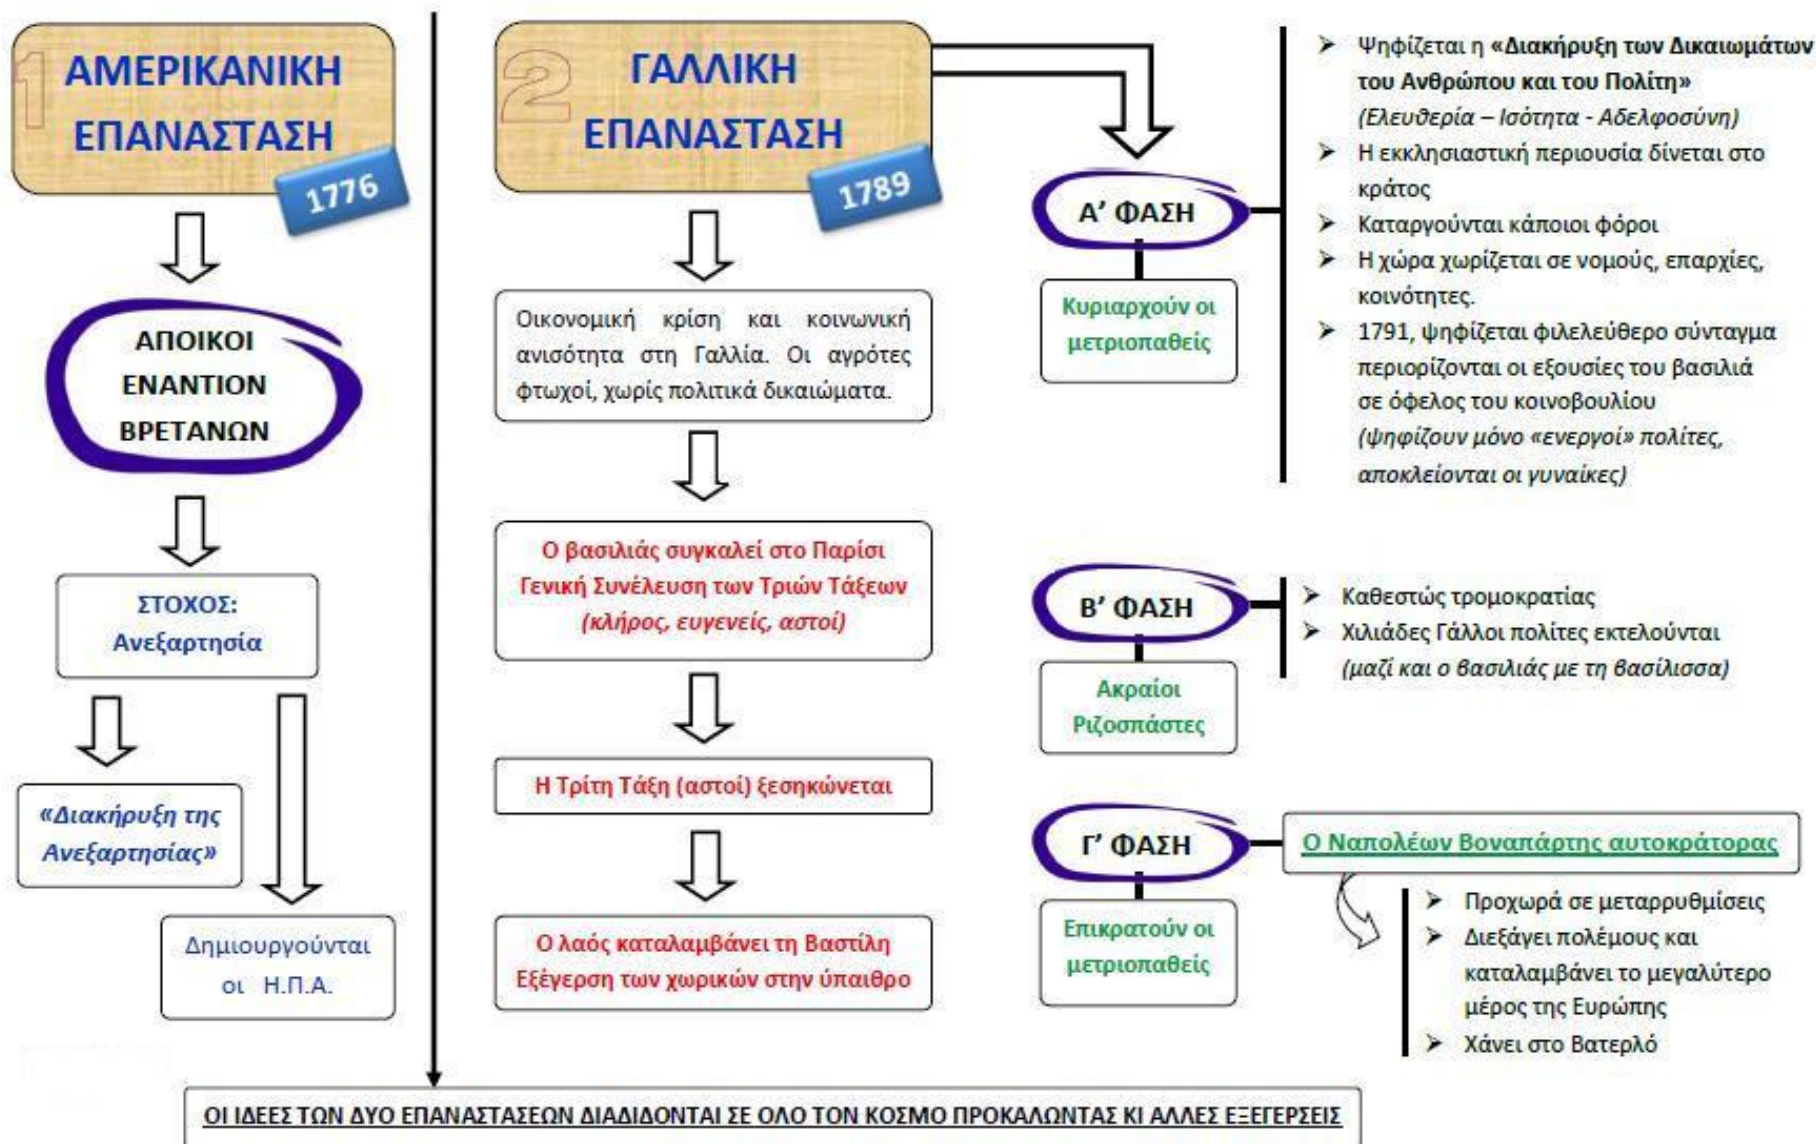 1
ΑΜΕΡΙΚΑΝΙΚΗ
ΕΠΑΝΑΣΤΑΣΗ
1776
ΑΠΟΙΚΟΙ
ΕΝΑΝΤΙΟΝ
ΒΡΕΤΑΝΩΝ
ΣΤΟΧΟΣ:
Ανεξαρτησία
«Διακήρυξη της
Ανεξαρτησίας»
Δημιουργούνται
οι Η.Π.Α.
2
ΓΑΛΛΙΚΗ
ΕΠΑΝΑΣΤΑΣΗ
1789
Οικονομική κρίση και κοινωνική
ανισότητα στη Γαλλία. Οι αγρότες
φτωχοί, χωρίς πολιτικά δικαιώματα.
Ο βασιλιάς συγκαλεί στο Παρίσι
Γενική Συνέλευση των Τριών Τάξεων
(κλήρος, ευγενείς, αστοί)
Η Τρίτη Τάξη (αστοί) ξεσηκώνεται
Ο λαός καταλαμβάνει τη Βαστίλη
Εξέγερση των χωρικών στην ύπαιθρο
Α' ΦΑΣΗ
Κυριαρχούν οι
μετριοπαθείς
➤ Ψηφίζεται η «Διακήρυξη των Δικαιωμάτων
του Ανθρώπου και του Πολίτη»
(Ελευθερία – Ισότητα - Αδελφοσύνη)
➤ Η εκκλησιαστική περιουσία δίνεται στο
κράτος
➤ Καταργούνται κάποιοι φόροι
➤ Η χώρα χωρίζεται σε νομούς, επαρχίες,
κοινότητες.
➤ 1791, ψηφίζεται φιλελεύθερο σύνταγμα
περιορίζονται οι εξουσίες του βασιλιά
σε όφελος του κοινοβουλίου
(ψηφίζουν μόνο «ενεργοί» πολίτες,
αποκλείονται οι γυναίκες)
Β' ΦΑΣΗ
Ακραίοι
Ριζοσπάστες
➤ Καθεστώς τρομοκρατίας
➤ Χιλιάδες Γάλλοι πολίτες εκτελούνται
(μαζί και ο βασιλιάς με τη βασίλισσα)
Γ' ΦΑΣΗ
Επικρατούν οι
μετριοπαθείς
Ο Ναπολέων Βοναπάρτης αυτοκράτορας
➤ Προχωρά σε μεταρρυθμίσεις
➤ Διεξάγει πολέμους και
καταλαμβάνει το μεγαλύτερο
μέρος της Ευρώπης
➤ Χάνει στο Βατερλό
ΟΙ ΙΔΕΕΣ ΤΩΝ ΔΥΟ ΕΠΑΝΑΣΤΑΣΕΩΝ ΔΙΑΔΙΔΟΝΤΑΙ ΣΕ ΟΛΟ ΤΟΝ ΚΟΣΜΟ ΠΡΟΚΑΛΩΝΤΑΣ ΚΙ ΑΛΛΕΣ ΕΞΕΓΕΡΣΕΙΣ